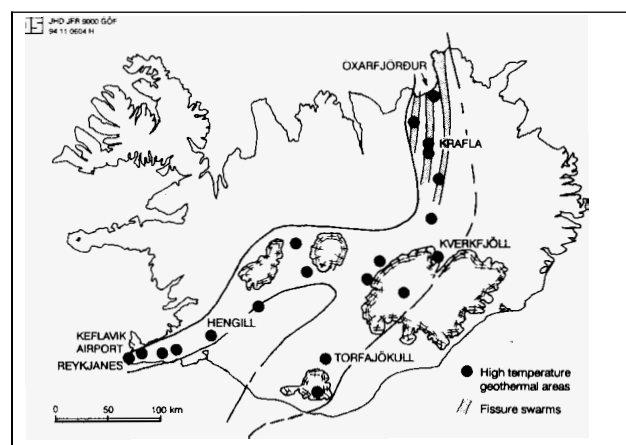 JHD JFR 9000 GÓF
94 11 0604 H
ÖXARFJÖRÐUR
KRAFLA
KVERKFJÖLL
HENGILL
KEFLAVIK
AIRPORT
REYKJANES
TORFAJÖKULL
High temperature
geothermal areas
Fissure swarms
0 50 100 km